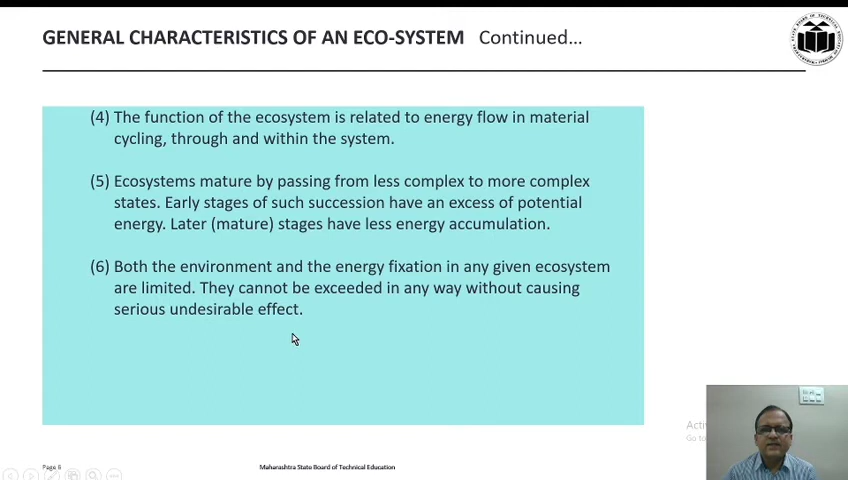 GENERAL CHARACTERISTICS OF AN ECO-SYSTEM Continued...
(4) The function of the ecosystem is related to energy flow in material
cycling, through and within the system.
(5) Ecosystems mature by passing from less complex to more complex
states. Early stages of such succession have an excess of potential
energy. Later (mature) stages have less energy accumulation.
(6) Both the environment and the energy fixation in any given ecosystem
are limited. They cannot be exceeded in any way without causing
serious undesirable effect.
Go to
Page 8
Maharashtra State Board of Technical Education